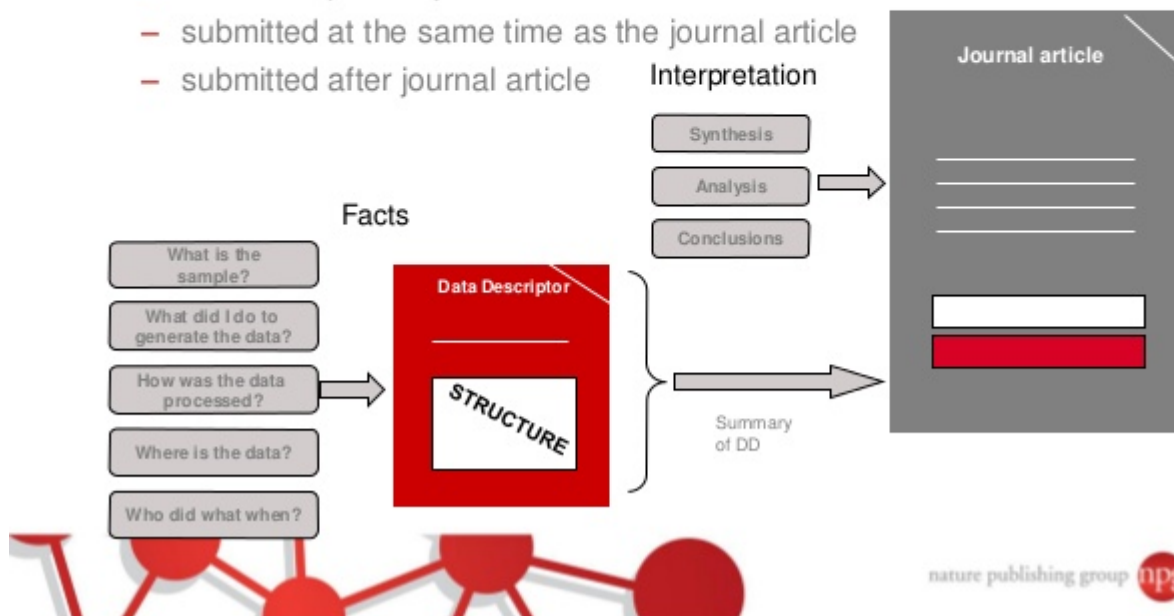 – submitted at the same time as the journal article
– submitted after journal article
Interpretation
Synthesis
Analysis
Conclusions
Journal article
Facts
What is the
sample?
What did I do to
generate the data?
How was the data
processed?
Where is the data?
Who did what when?
Data Descriptor
STRUCTURE
Summary
of DD
nature publishing group npg